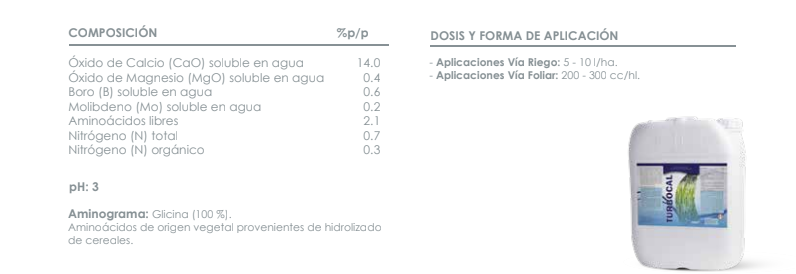 COMPOSICIÓN %p/p
Óxido de Calcio (CaO) soluble en agua 14.0
Óxido de Magnesio (MgO) soluble en agua 0.4
Boro (B) soluble en agua 0.6
Molibdeno (Mo) soluble en agua 0.2
Aminoácidos libres 2.1
Nitrógeno (N) total 0.7
Nitrógeno (N) orgánico 0.3
pH: 3
Aminograma: Glicina (100 %).
Aminoácidos de origen vegetal provenientes de hidrolizado
de cereales.
DOSIS Y FORMA DE APLICACIÓN
- Aplicaciones Vía Riego: 5 - 10 l/ha.
- Aplicaciones Vía Foliar: 200 - 300 cc/hl.
TURBOCAL